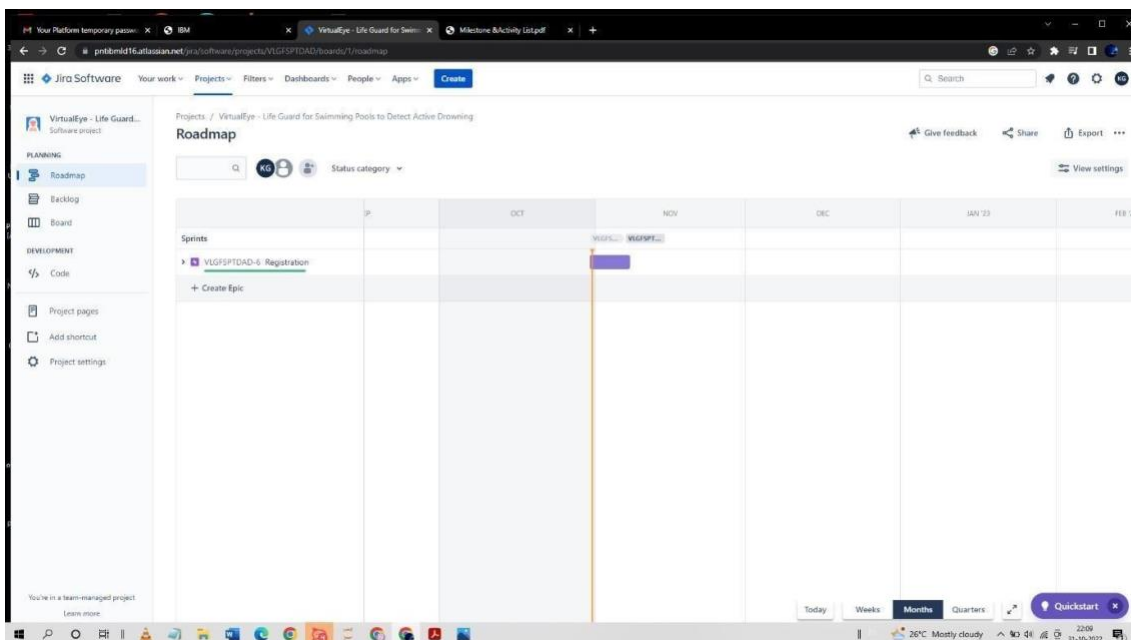 Your Platform temporary passw
IBM
VirtualEye - Life Guard for Swimm
Milestone &Activity List.pdf
pntibmld16.atlassian.net/jira/software/projects/VLGFSPTDAD/boards/1/roadmap
Jira Software Your work Projects Filters Dashboards People Apps Create
Search
KG
VirtualEye - Life Guard...
Software project
Projects / VirtualEye - Life Guard for Swimming Pools to Detect Active Drowning
Roadmap
Give feedback Share Export
PLANNING
Roadmap
Backlog
Board
DEVELOPMENT
Code
Project pages
Add shortcut
Project settings
KG
Status category
View settings
OCT NOV DEC JAN '23 FEB
Sprints
VLGFSPT...
VLGFSPTDAD-6 Registration
+ Create Epic
You're in a team-managed project
Learn more
Today Weeks Months Quarters
Quickstart
26°C Mostly cloudy
22:09